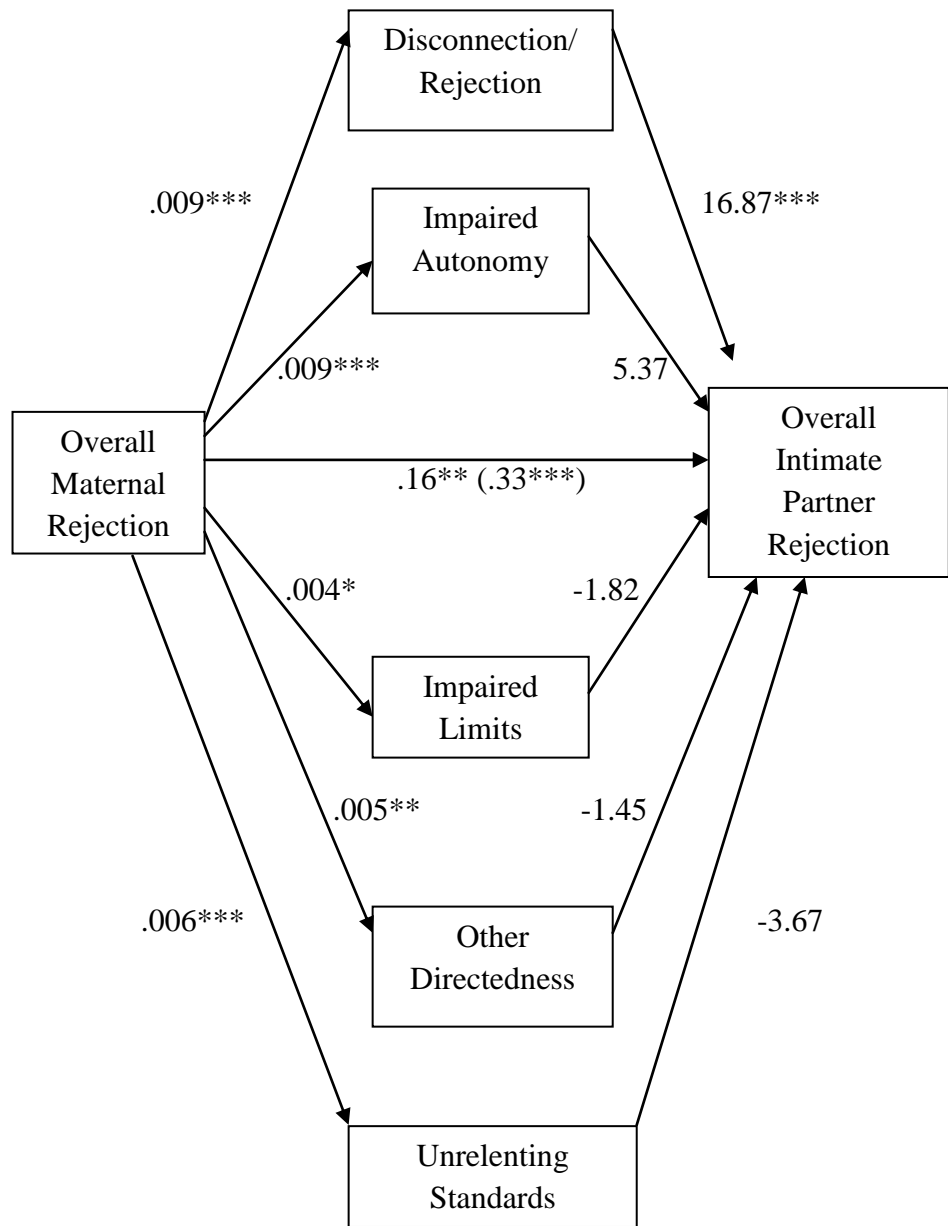 Disconnection/
Rejection
.009***
16.87***
Impaired
Autonomy
.009***
5.37
Overall
Maternal
Rejection
.16** (.33***)
Overall
Intimate
Partner
Rejection
.004*
-1.82
Impaired
Limits
.005**
-1.45
.006***
-3.67
Other
Directedness
Unrelenting
Standards